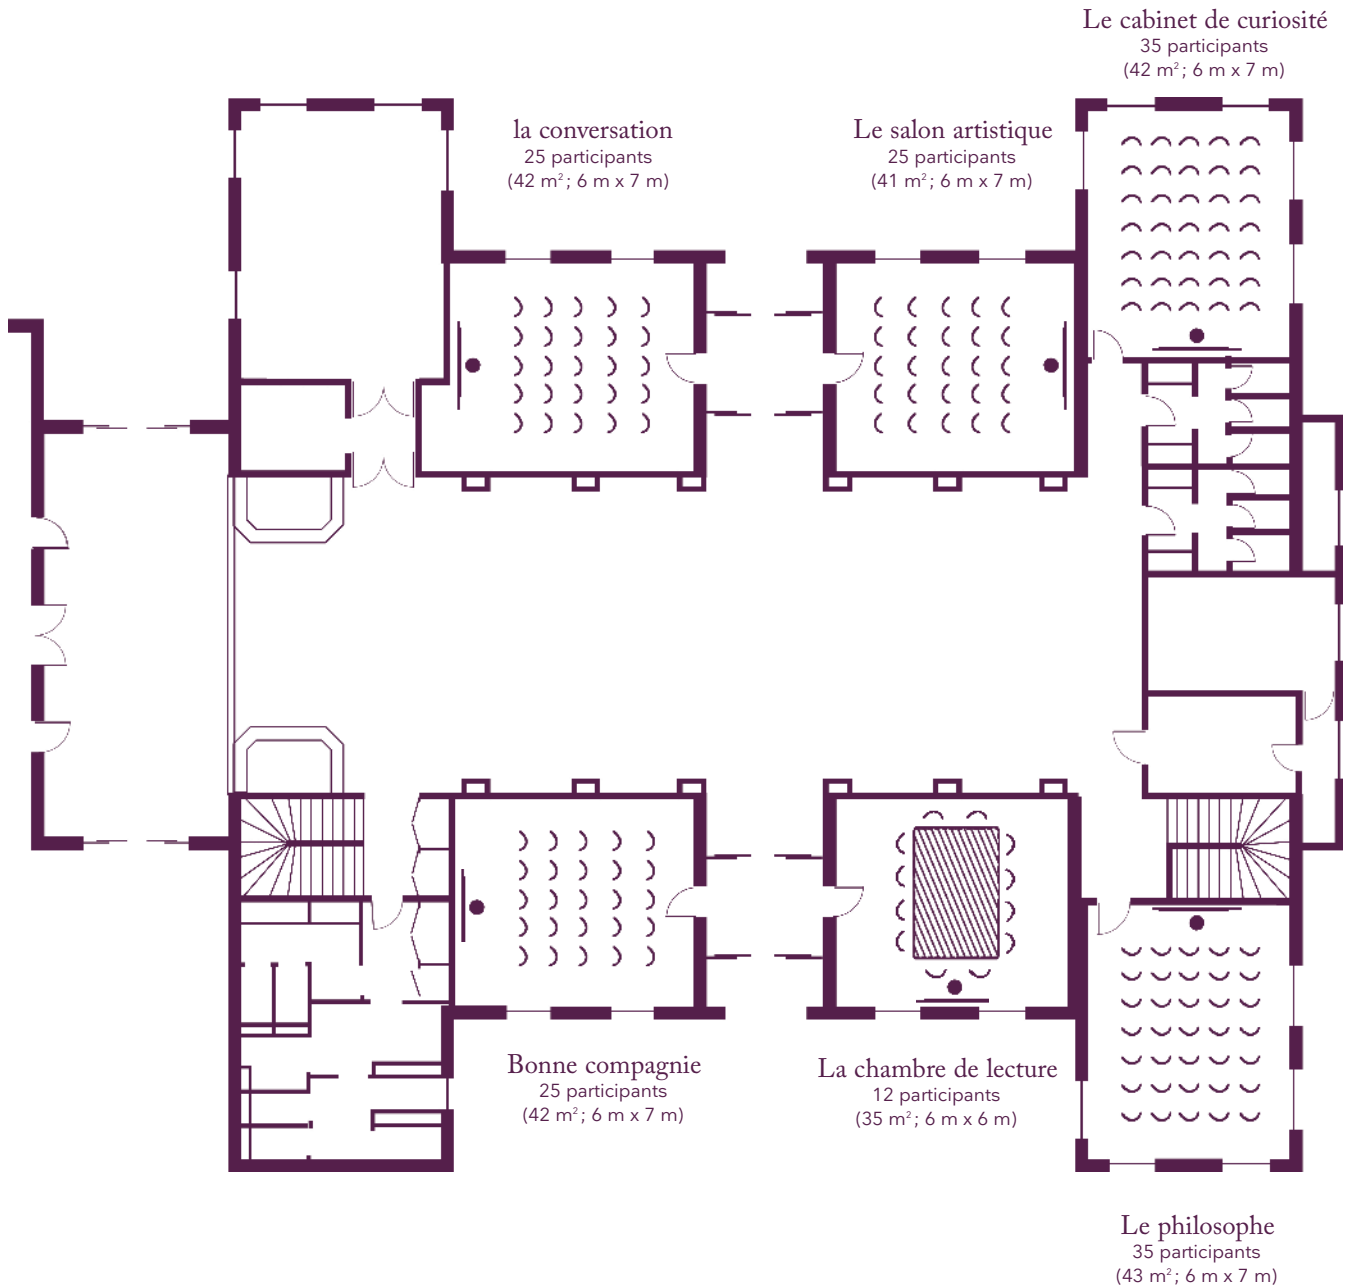 Le cabinet de curiosité
35 participants
(42 m²; 6 m x 7 m)
la conversation
25 participants
(42 m²; 6 m x 7 m)
Le salon artistique
25 participants
(41 m²; 6 m x 7 m)
Bonne compagnie
25 participants
(42 m²; 6 m x 7 m)
La chambre de lecture
12 participants
(35 m²; 6 m x 6 m)
Le philosophe
35 participants
(43 m²; 6 m x 7 m)